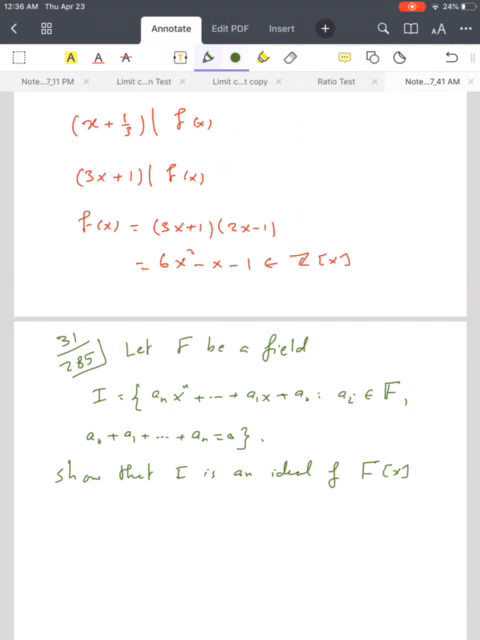 12:36 AM Thu Apr 23
24%
Annotate
Edit PDF
Insert
A A A T
AA
Note...7_11 PM
Limit c...n Test
Limit c...t copy
Ratio Test
Note...7_41 AM
(x + 1/3) | f(x)
(3x + 1) | f(x)
f(x) = (3x+1)(2x-1)
= 6x² - x - 1 ∈ ℤ[x]
31/285] Let F be a field
I = { aₙxⁿ + ... + a₁x + a₀ : aᵢ ∈ F,
a₀ + a₁ + ... + aₙ = 0 }.
show that I is an ideal of F[x]